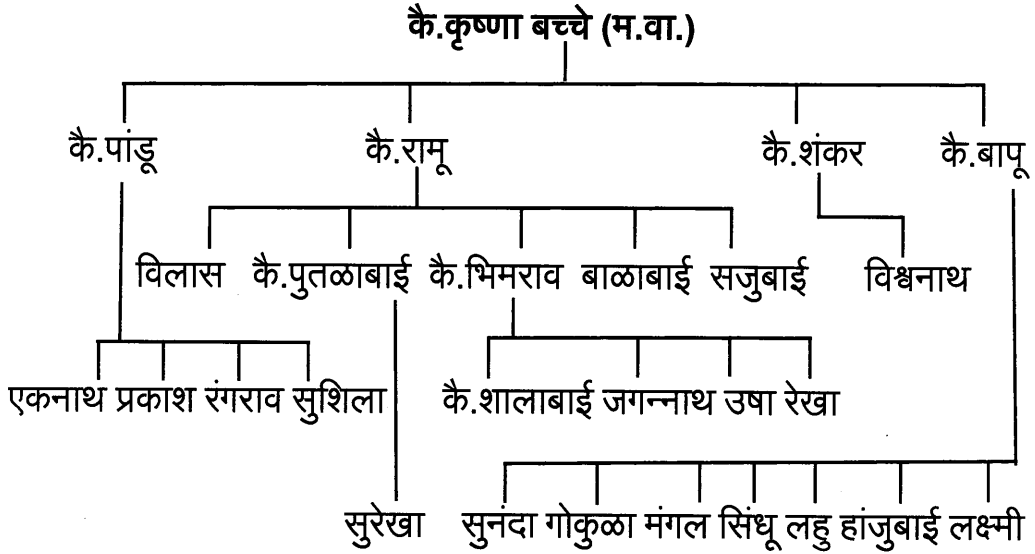 कै.कृष्णा बच्चे (म.वा.)
कै.पांडू कै.रामू कै.शंकर कै.बापू
विलास कै.पुतळाबाई कै.भिमराव बाळाबाई सजुबाई विश्वनाथ
एकनाथ प्रकाश रंगराव सुशिला कै.शालाबाई जगन्नाथ उषा रेखा
सुरेखा सुनंदा गोकुळा मंगल सिंधू लहु हांजुबाई लक्ष्मी